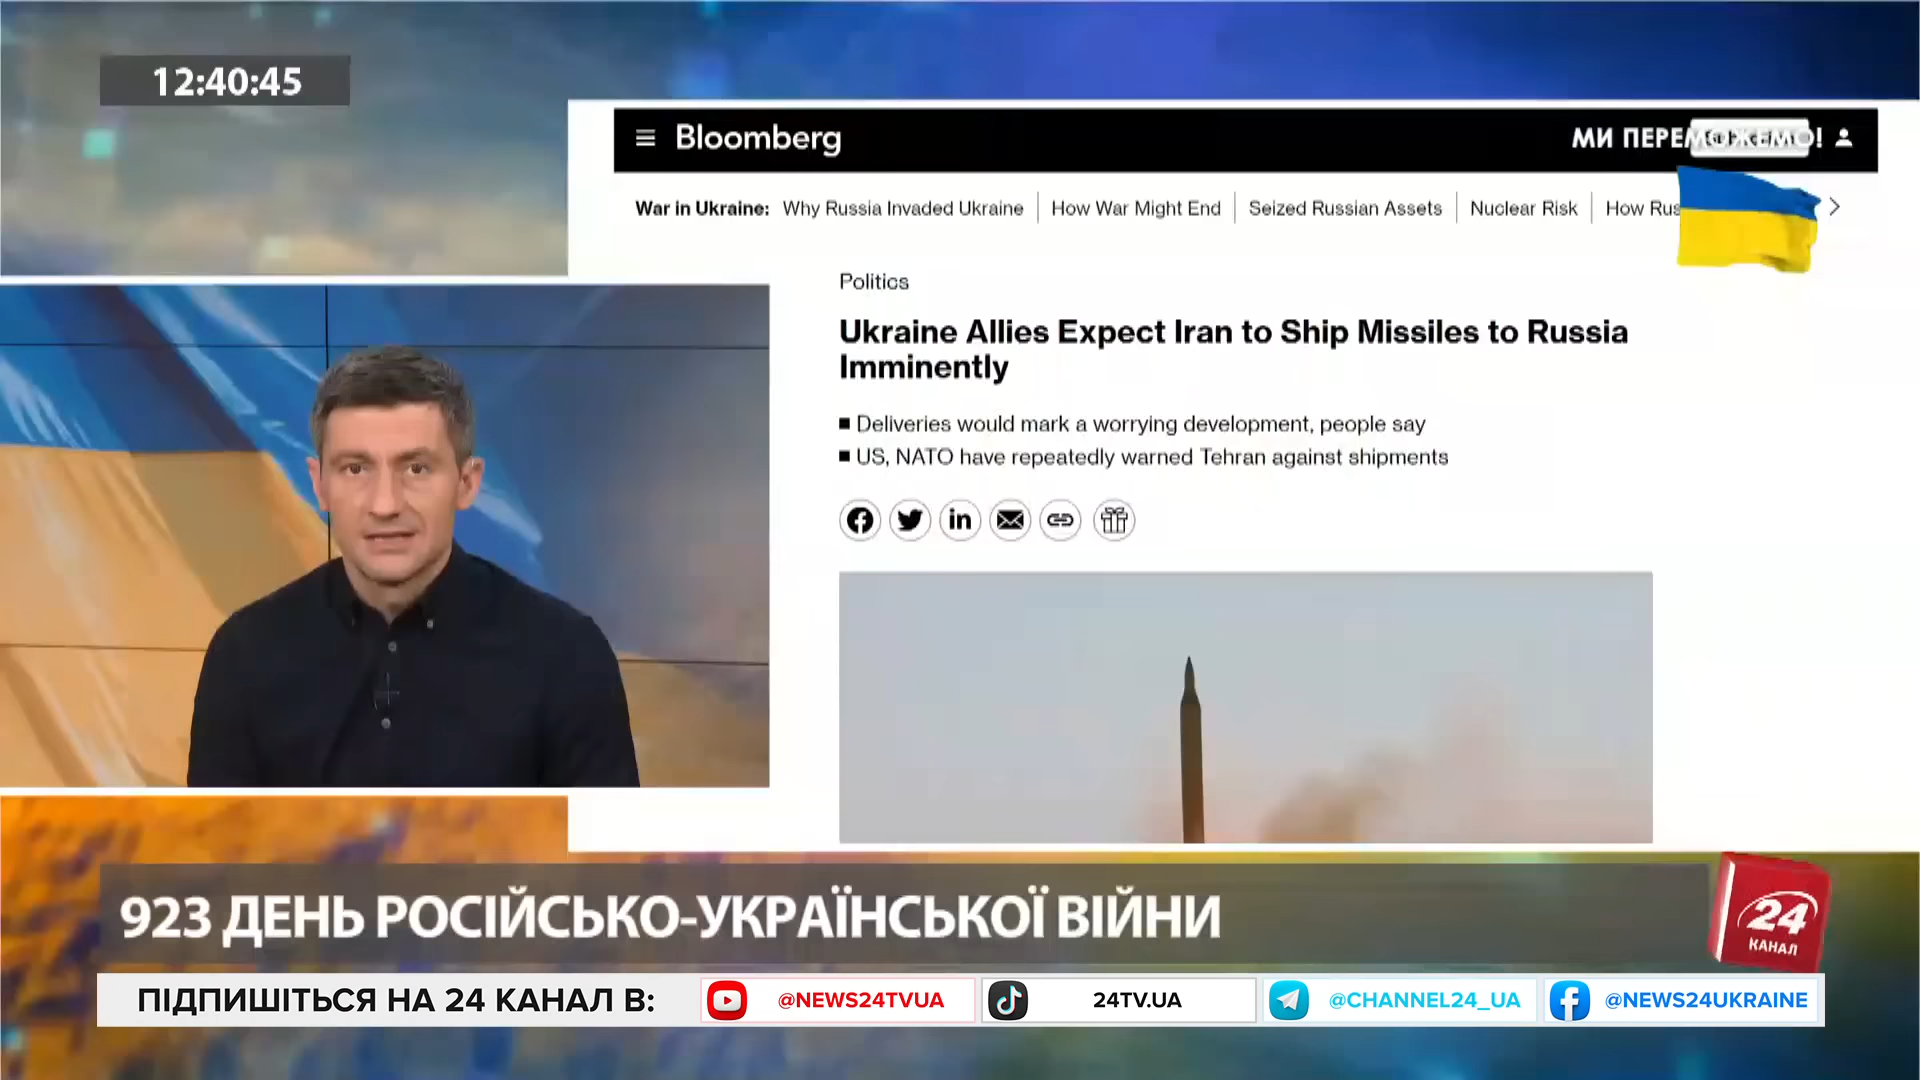 12:40:45
Bloomberg
МИ ПЕРЕМОЖЕМО!
War in Ukraine: Why Russia Invaded Ukraine How War Might End Seized Russian Assets Nuclear Risk How Rus
Politics
Ukraine Allies Expect Iran to Ship Missiles to Russia
Imminently
Deliveries would mark a worrying development, people say
US, NATO have repeatedly warned Tehran against shipments
923 ДЕНЬ РОСІЙСЬКО-УКРАЇНСЬКОЇ ВІЙНИ
24
КАНАЛ
ПІДПИШІТЬСЯ НА 24 КАНАЛ В: @NEWS24TVUA 24TV.UA @CHANNEL24_UA @NEWS24UKRAINE